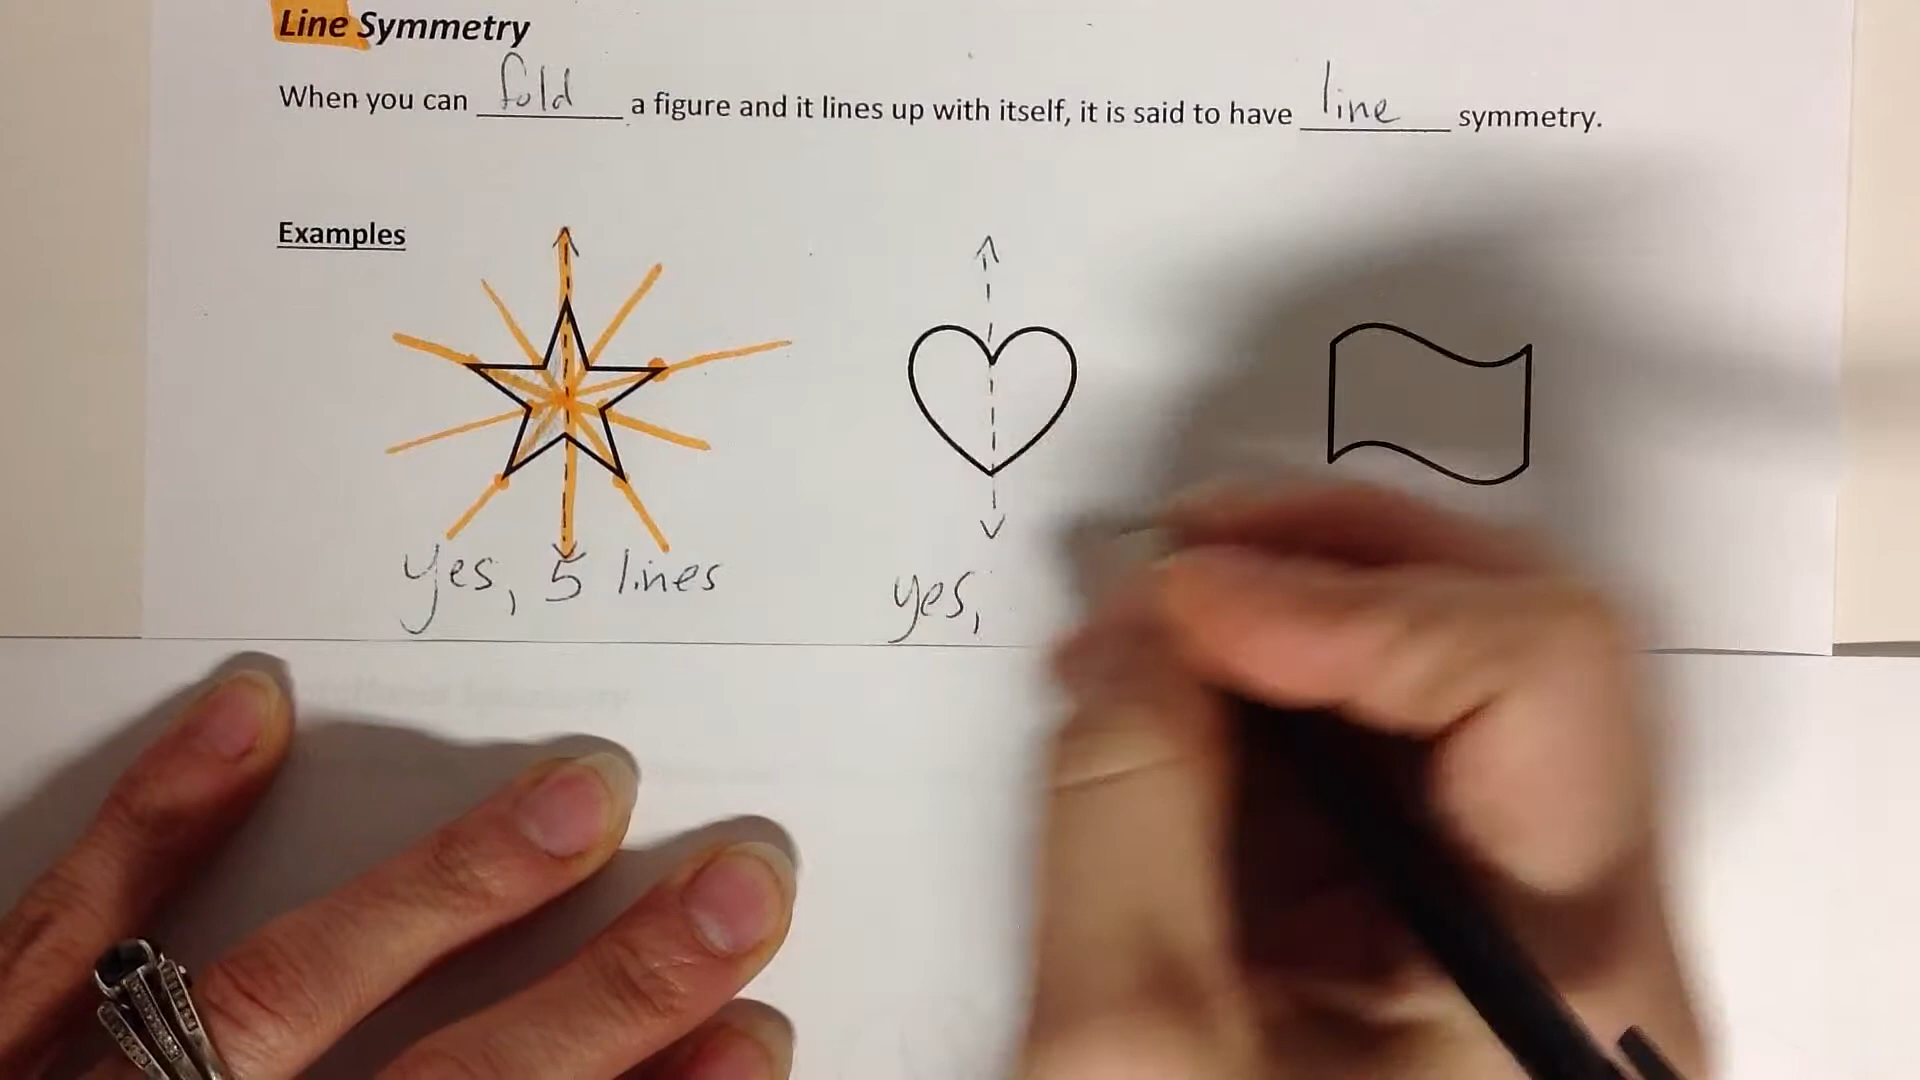 Line Symmetry
When you can fold a figure and it lines up with itself, it is said to have line symmetry.
Examples
yes, 5 lines
yes,